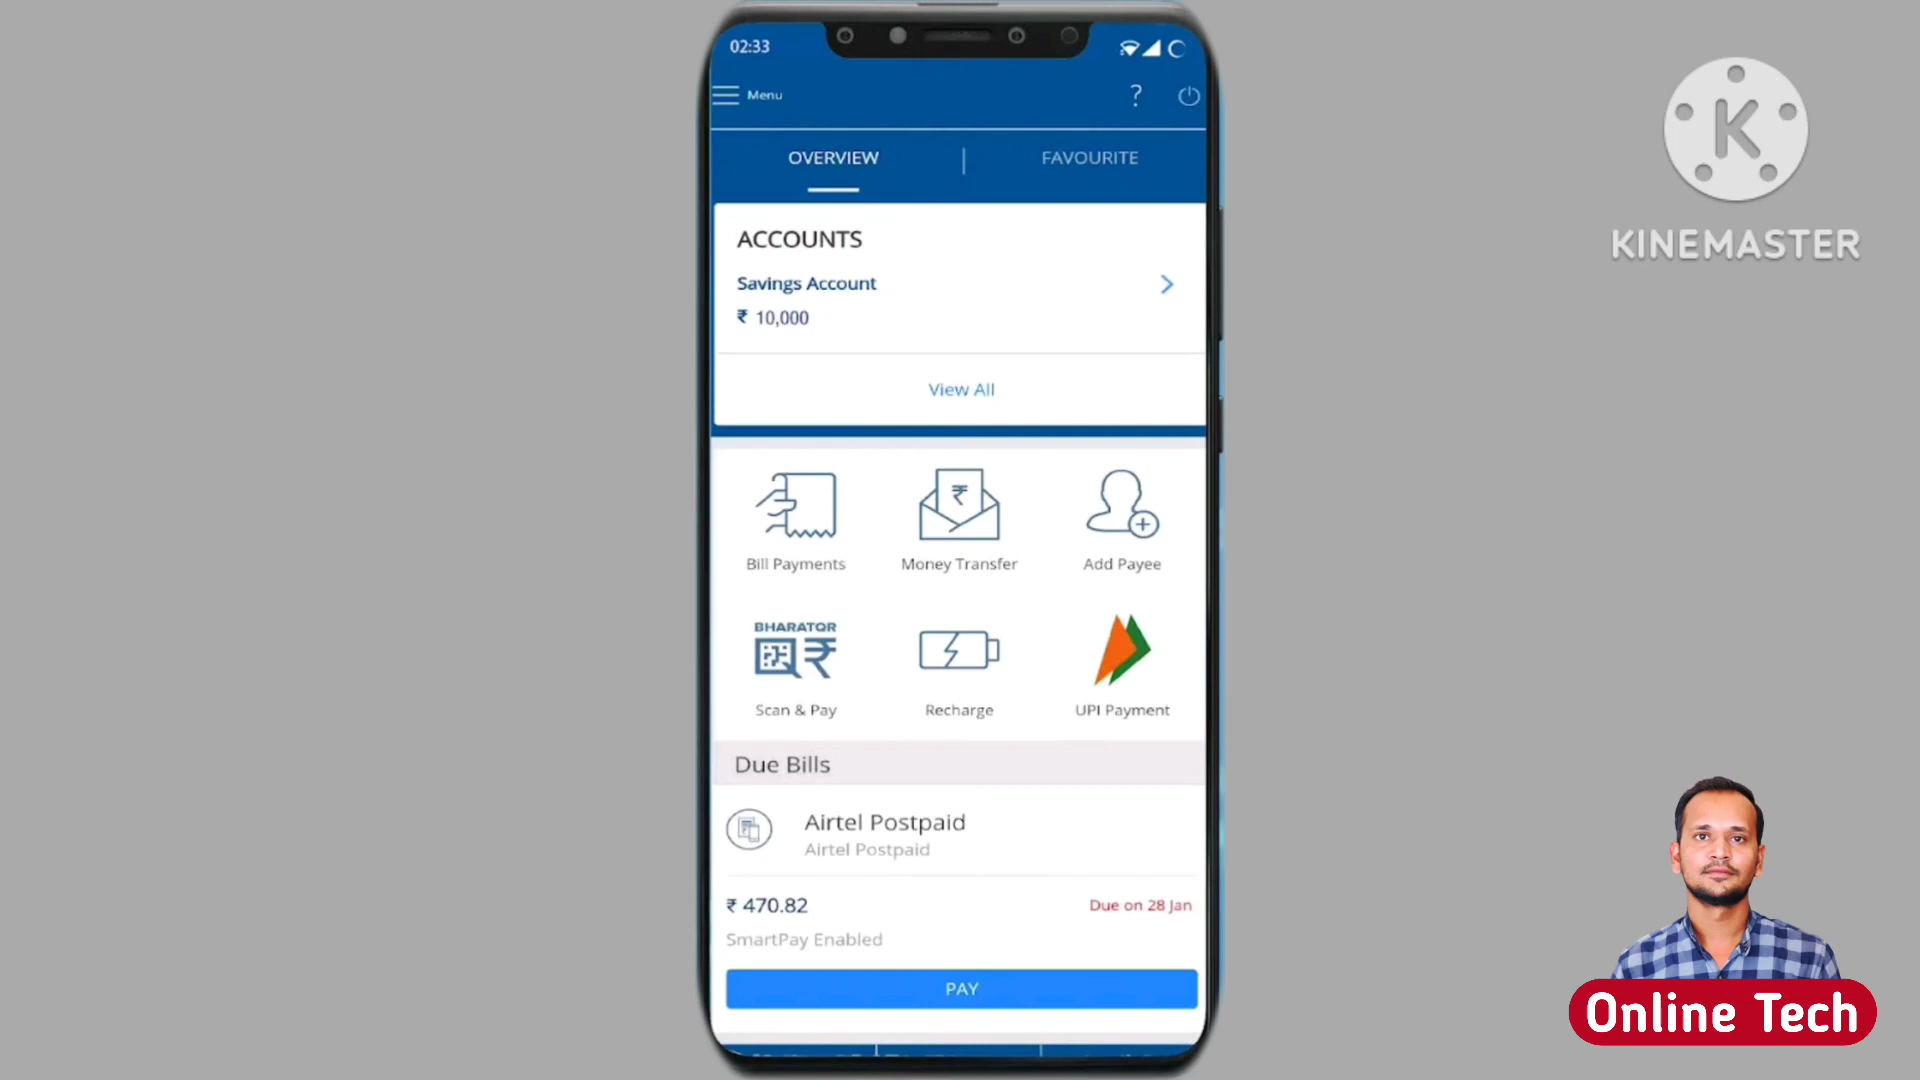 02:33
Menu
?
OVERVIEW
FAVOURITE
ACCOUNTS
Savings Account
₹ 10,000
View All
₹
Bill Payments
Money Transfer
Add Payee
BHARATQR
₹
Scan & Pay
Recharge
UPI Payment
Due Bills
Airtel Postpaid
Airtel Postpaid
₹ 470.82
Due on 28 Jan
SmartPay Enabled
PAY
K
KINEMASTER
Online Tech